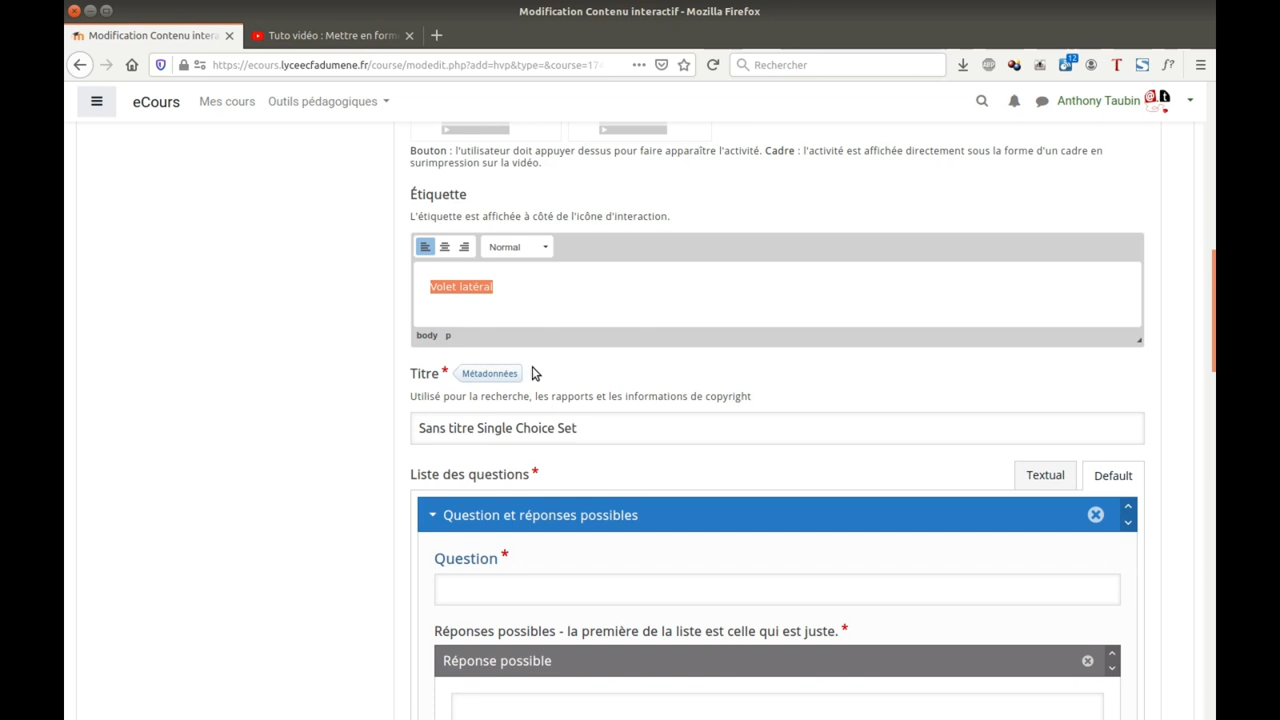 Modification Contenu interactif - Mozilla Firefox
Modification Contenu intera
Tuto vidéo : Mettre en form
https://ecours.lyceecfadumene.fr/course/modedit.php?add=hvp&type=&course=17
Rechercher
12
eCours
Mes cours
Outils pédagogiques
Anthony Taubin
Bouton : l'utilisateur doit appuyer dessus pour faire apparaître l'activité. Cadre : l'activité est affichée directement sous la forme d'un cadre en
surimpression sur la vidéo.
Étiquette
L'étiquette est affichée à côté de l'icône d'interaction.
Normal
Volet latéral
body p
Titre * Métadonnées
Utilisé pour la recherche, les rapports et les informations de copyright
Sans titre Single Choice Set
Liste des questions *
Textual
Default
Question et réponses possibles
Question *
Réponses possibles - la première de la liste est celle qui est juste. *
Réponse possible